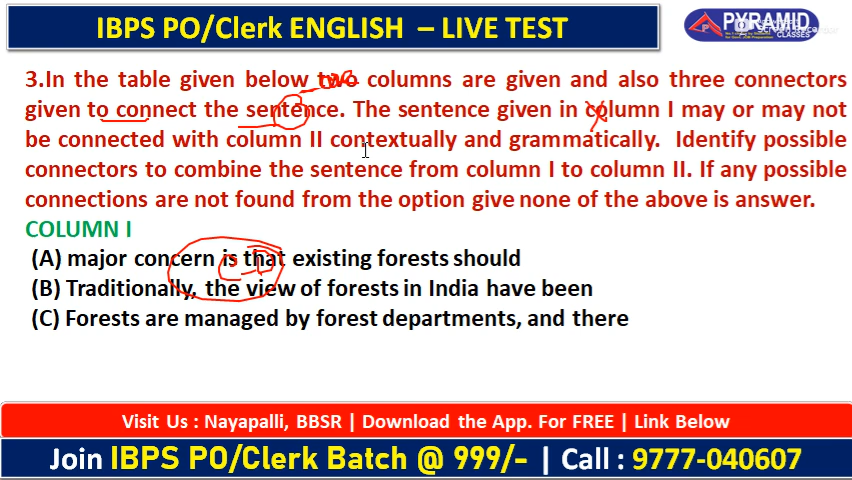 IBPS PO/Clerk ENGLISH – LIVE TEST
PYRAMID
CLASSES
3.In the table given below two columns are given and also three connectors
given to connect the sentence. The sentence given in column I may or may not
be connected with column II contextually and grammatically. Identify possible
connectors to combine the sentence from column I to column II. If any possible
connections are not found from the option give none of the above is answer.
COLUMN I
(A) major concern is that existing forests should
(B) Traditionally, the view of forests in India have been
(C) Forests are managed by forest departments, and there
Visit Us : Nayapalli, BBSR | Download the App. For FREE | Link Below
Join IBPS PO/Clerk Batch @ 999/- | Call : 9777-040607